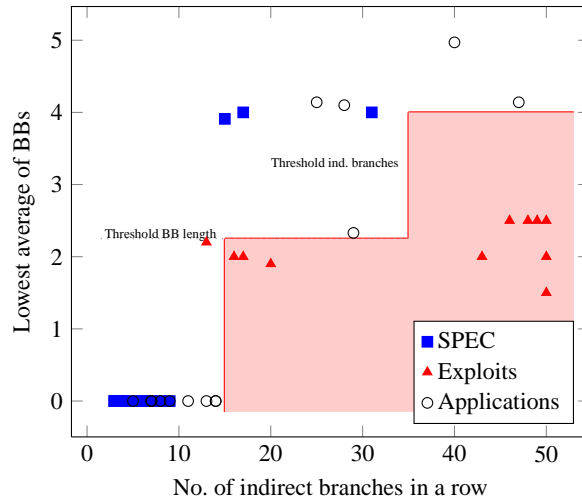 5
4
3
2
1
0
Lowest average of BBs
Threshold ind. branches
Threshold BB length
SPEC
Exploits
Applications
0 10 20 30 40 50
No. of indirect branches in a row